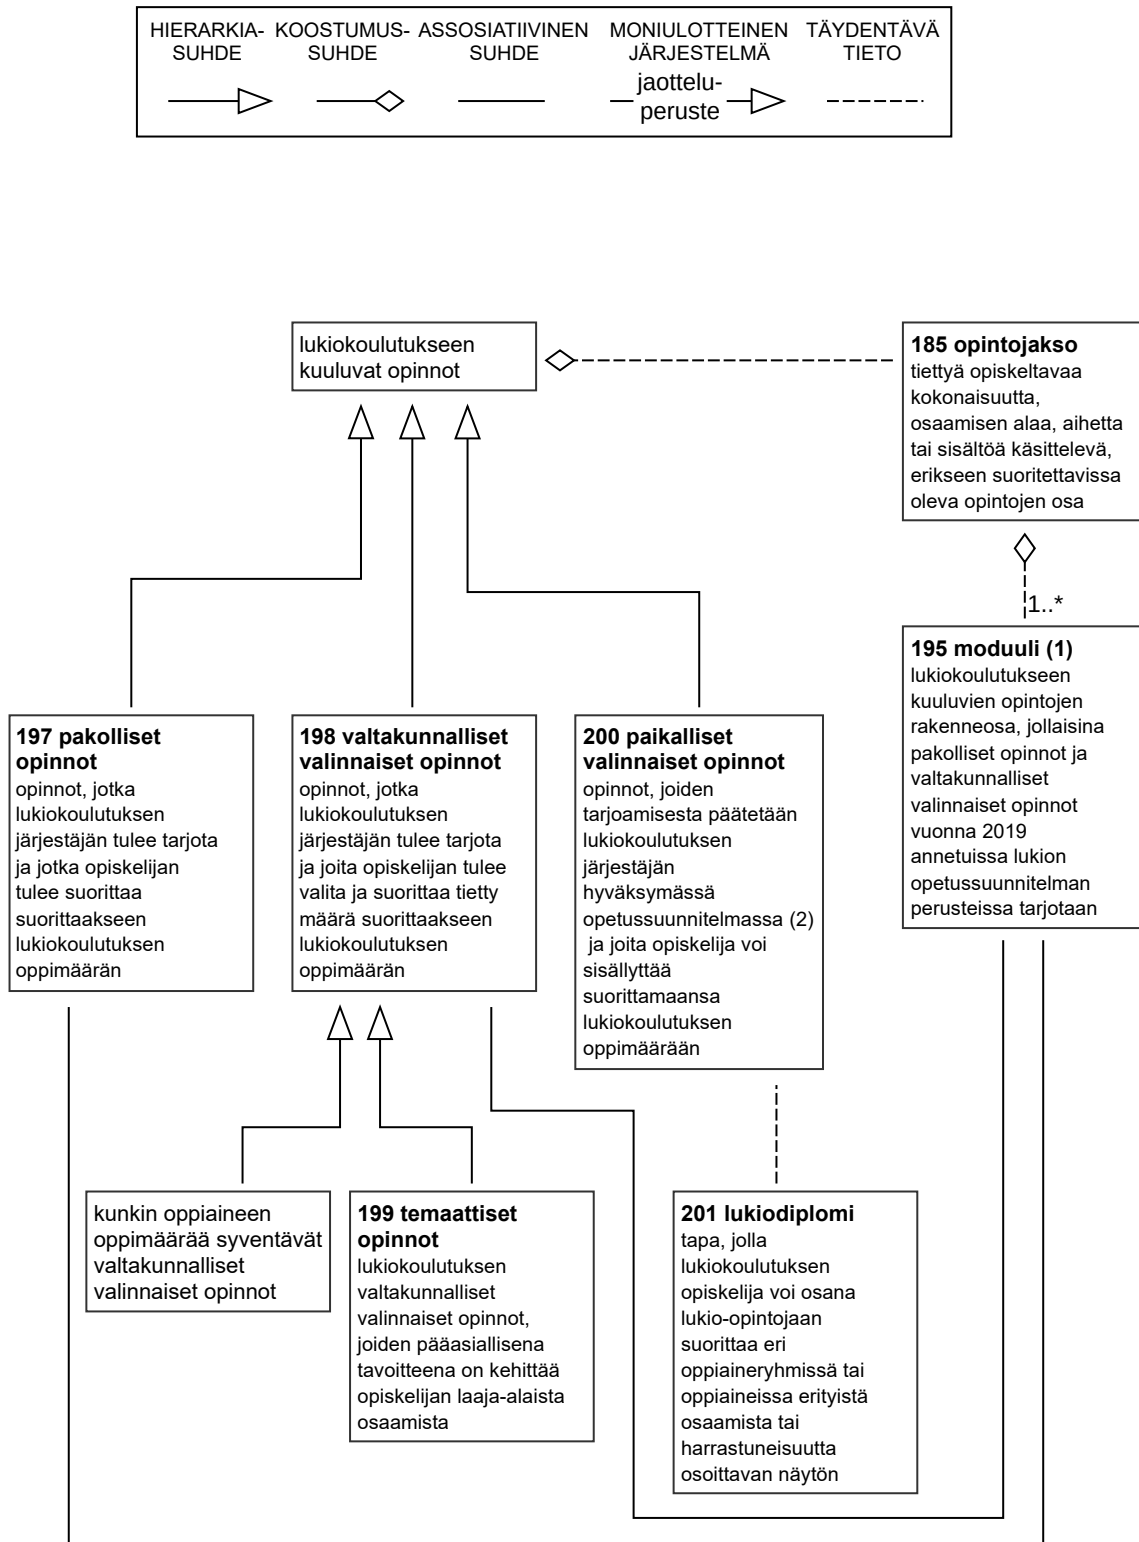 HIERARKIA-
SUHDE
KOOSTUMUS-
SUHDE
ASSOSIATIIVINEN
SUHDE
MONIULOTTEINEN
JÄRJESTELMÄ
TÄYDENTÄVÄ
TIETO
jaottelu-
peruste
lukiokoulutukseen
kuuluvat opinnot
185 opintojakso
tiettyä opiskeltavaa
kokonaisuutta,
osaamisen alaa, aihetta
tai sisältöä käsittelevä,
erikseen suoritettavissa
oleva opintojen osa
1..*
195 moduuli (1)
lukiokoulutukseen
kuuluvien opintojen
rakenneosa, jollaisina
pakolliset opinnot ja
valtakunnalliset
valinnaiset opinnot
vuonna 2019
annetuissa lukion
opetussuunnitelman
perusteissa tarjotaan
197 pakolliset
opinnot
opinnot, jotka
lukiokoulutuksen
järjestäjän tulee tarjota
ja jotka opiskelijan
tulee suorittaa
suorittaakseen
lukiokoulutuksen
oppimäärän
198 valtakunnalliset
valinnaiset opinnot
opinnot, jotka
lukiokoulutuksen
järjestäjän tulee tarjota
ja joita opiskelijan tulee
valita ja suorittaa tietty
määrä suorittaakseen
lukiokoulutuksen
oppimäärän
200 paikalliset
valinnaiset opinnot
opinnot, joiden
tarjoamisesta päätetään
lukiokoulutuksen
järjestäjän
hyväksymässä
opetussuunnitelmassa (2)
ja joita opiskelija voi
sisällyttää
suorittamaansa
lukiokoulutuksen
oppimäärään
kunkin oppiaineen
oppimäärää syventävät
valtakunnalliset
valinnaiset opinnot
199 temaattiset
opinnot
lukiokoulutuksen
valtakunnalliset
valinnaiset opinnot,
joiden pääasiallisena
tavoitteena on kehittää
opiskelijan laaja-alaista
osaamista
201 lukiodiplomi
tapa, jolla
lukiokoulutuksen
opiskelija voi osana
lukio-opintojaan
suorittaa eri
oppiaineryhmissä tai
oppiaineissa erityistä
osaamista tai
harrastuneisuutta
osoittavan näytön